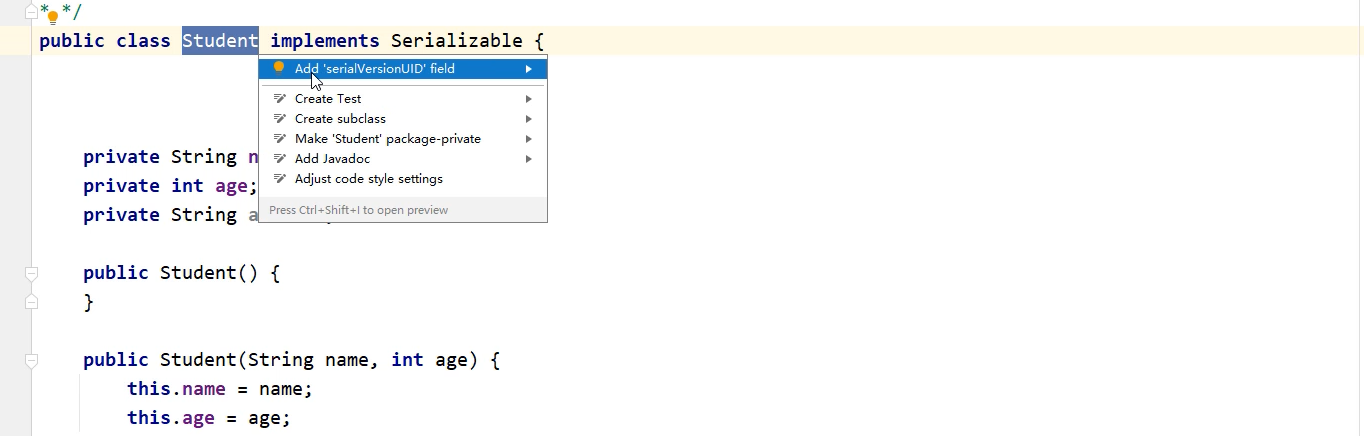 * */
public class Student implements Serializable {
Add 'serialVersionUID' field
Create Test
Create subclass
Make 'Student' package-private
Add Javadoc
Adjust code style settings
Press Ctrl+Shift+I to open preview
private String n
private int age;
private String a
public Student() {
}
public Student(String name, int age) {
this.name = name;
this.age = age;